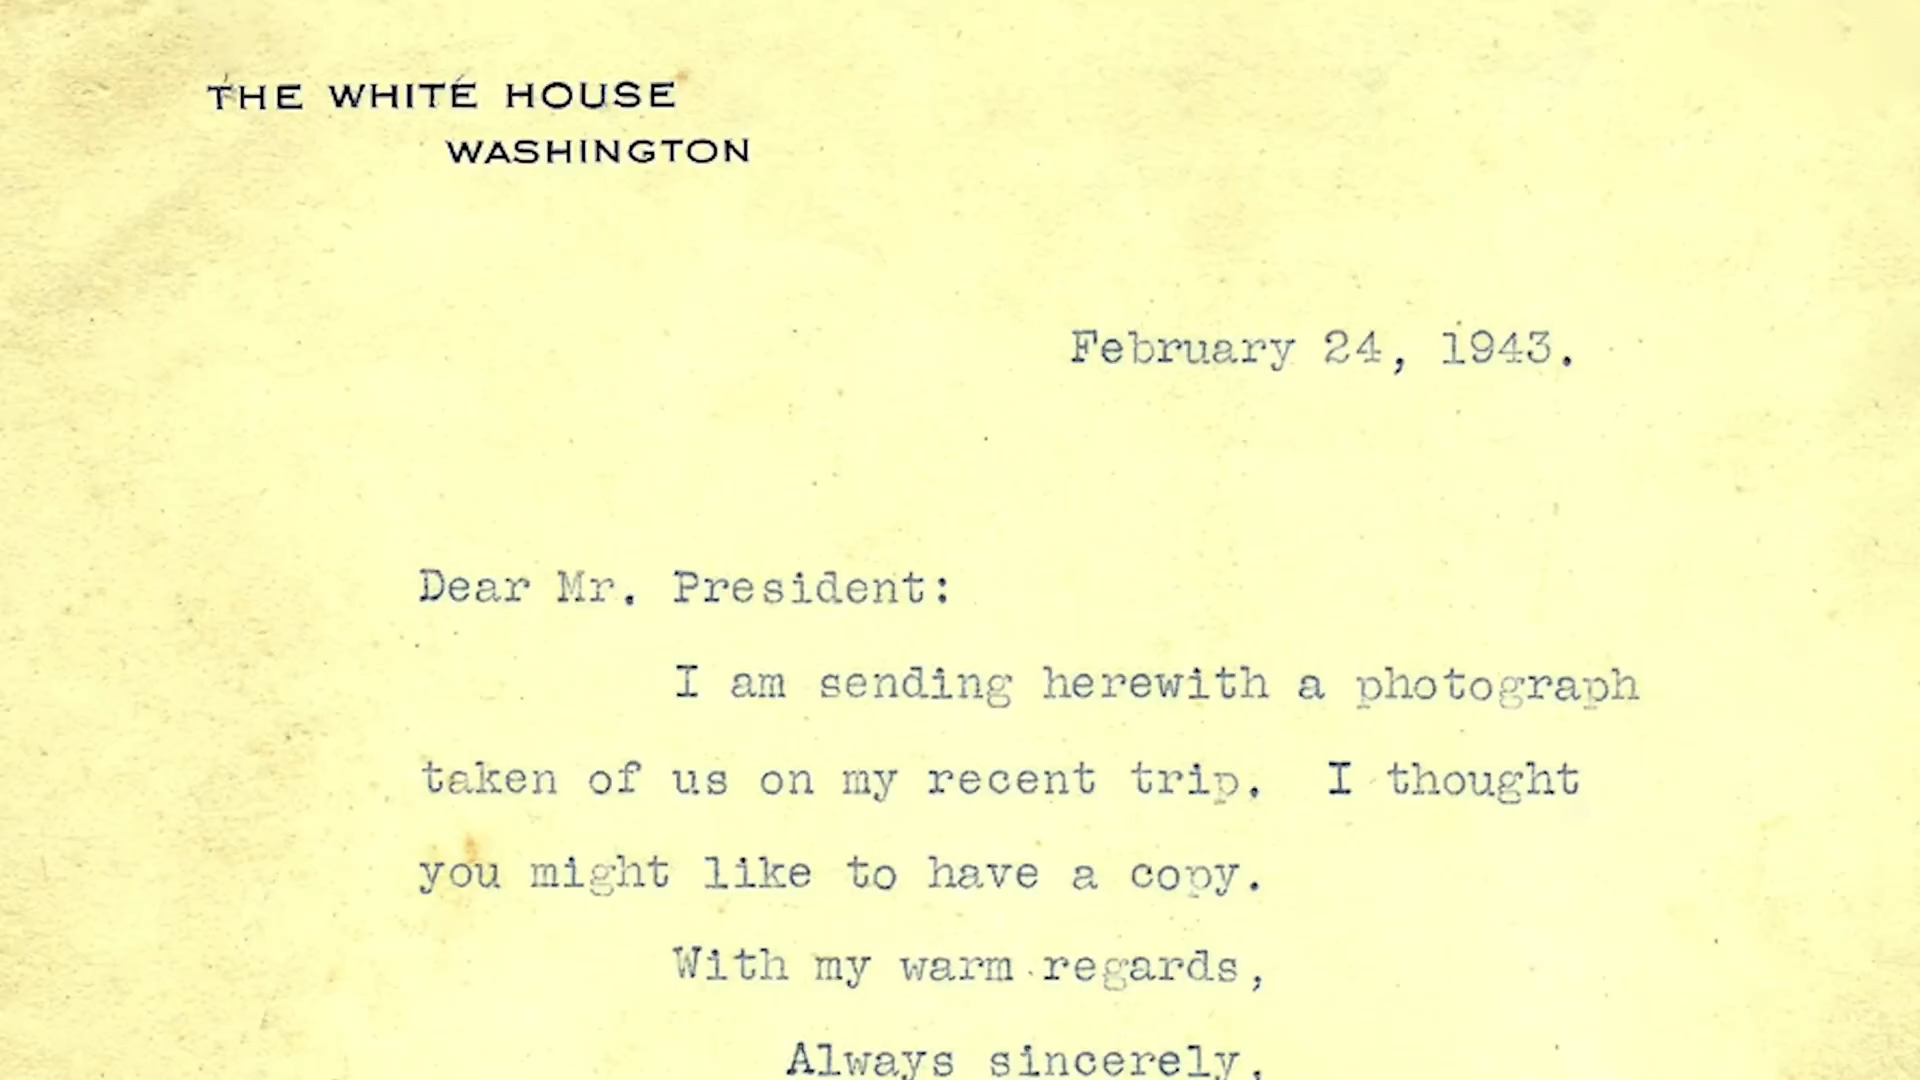 THE WHITE HOUSE
WASHINGTON
February 24, 1943.
Dear Mr. President:
I am sending herewith a photograph
taken of us on my recent trip. I thought
you might like to have a copy.
With my warm regards,
Always sincerely,